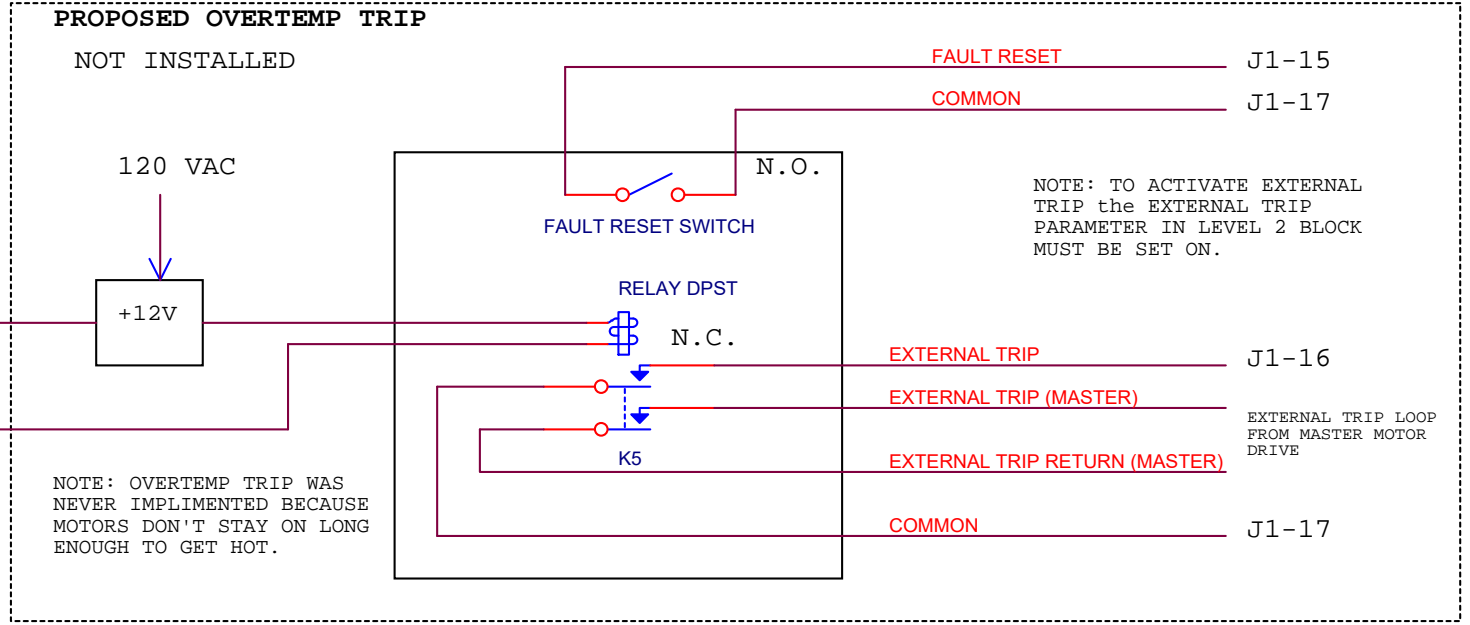 PROPOSED OVERTEMP TRIP
NOT INSTALLED
FAULT RESET
J1-15
COMMON
J1-17
120 VAC
N.O.
NOTE: TO ACTIVATE EXTERNAL
TRIP the EXTERNAL TRIP
PARAMETER IN LEVEL 2 BLOCK
MUST BE SET ON.
FAULT RESET SWITCH
+12V
RELAY DPST
N.C.
EXTERNAL TRIP
J1-16
EXTERNAL TRIP (MASTER)
EXTERNAL TRIP LOOP
FROM MASTER MOTOR
DRIVE
K5
EXTERNAL TRIP RETURN (MASTER)
NOTE: OVERTEMP TRIP WAS
NEVER IMPLIMENTED BECAUSE
MOTORS DON'T STAY ON LONG
ENOUGH TO GET HOT.
COMMON
J1-17